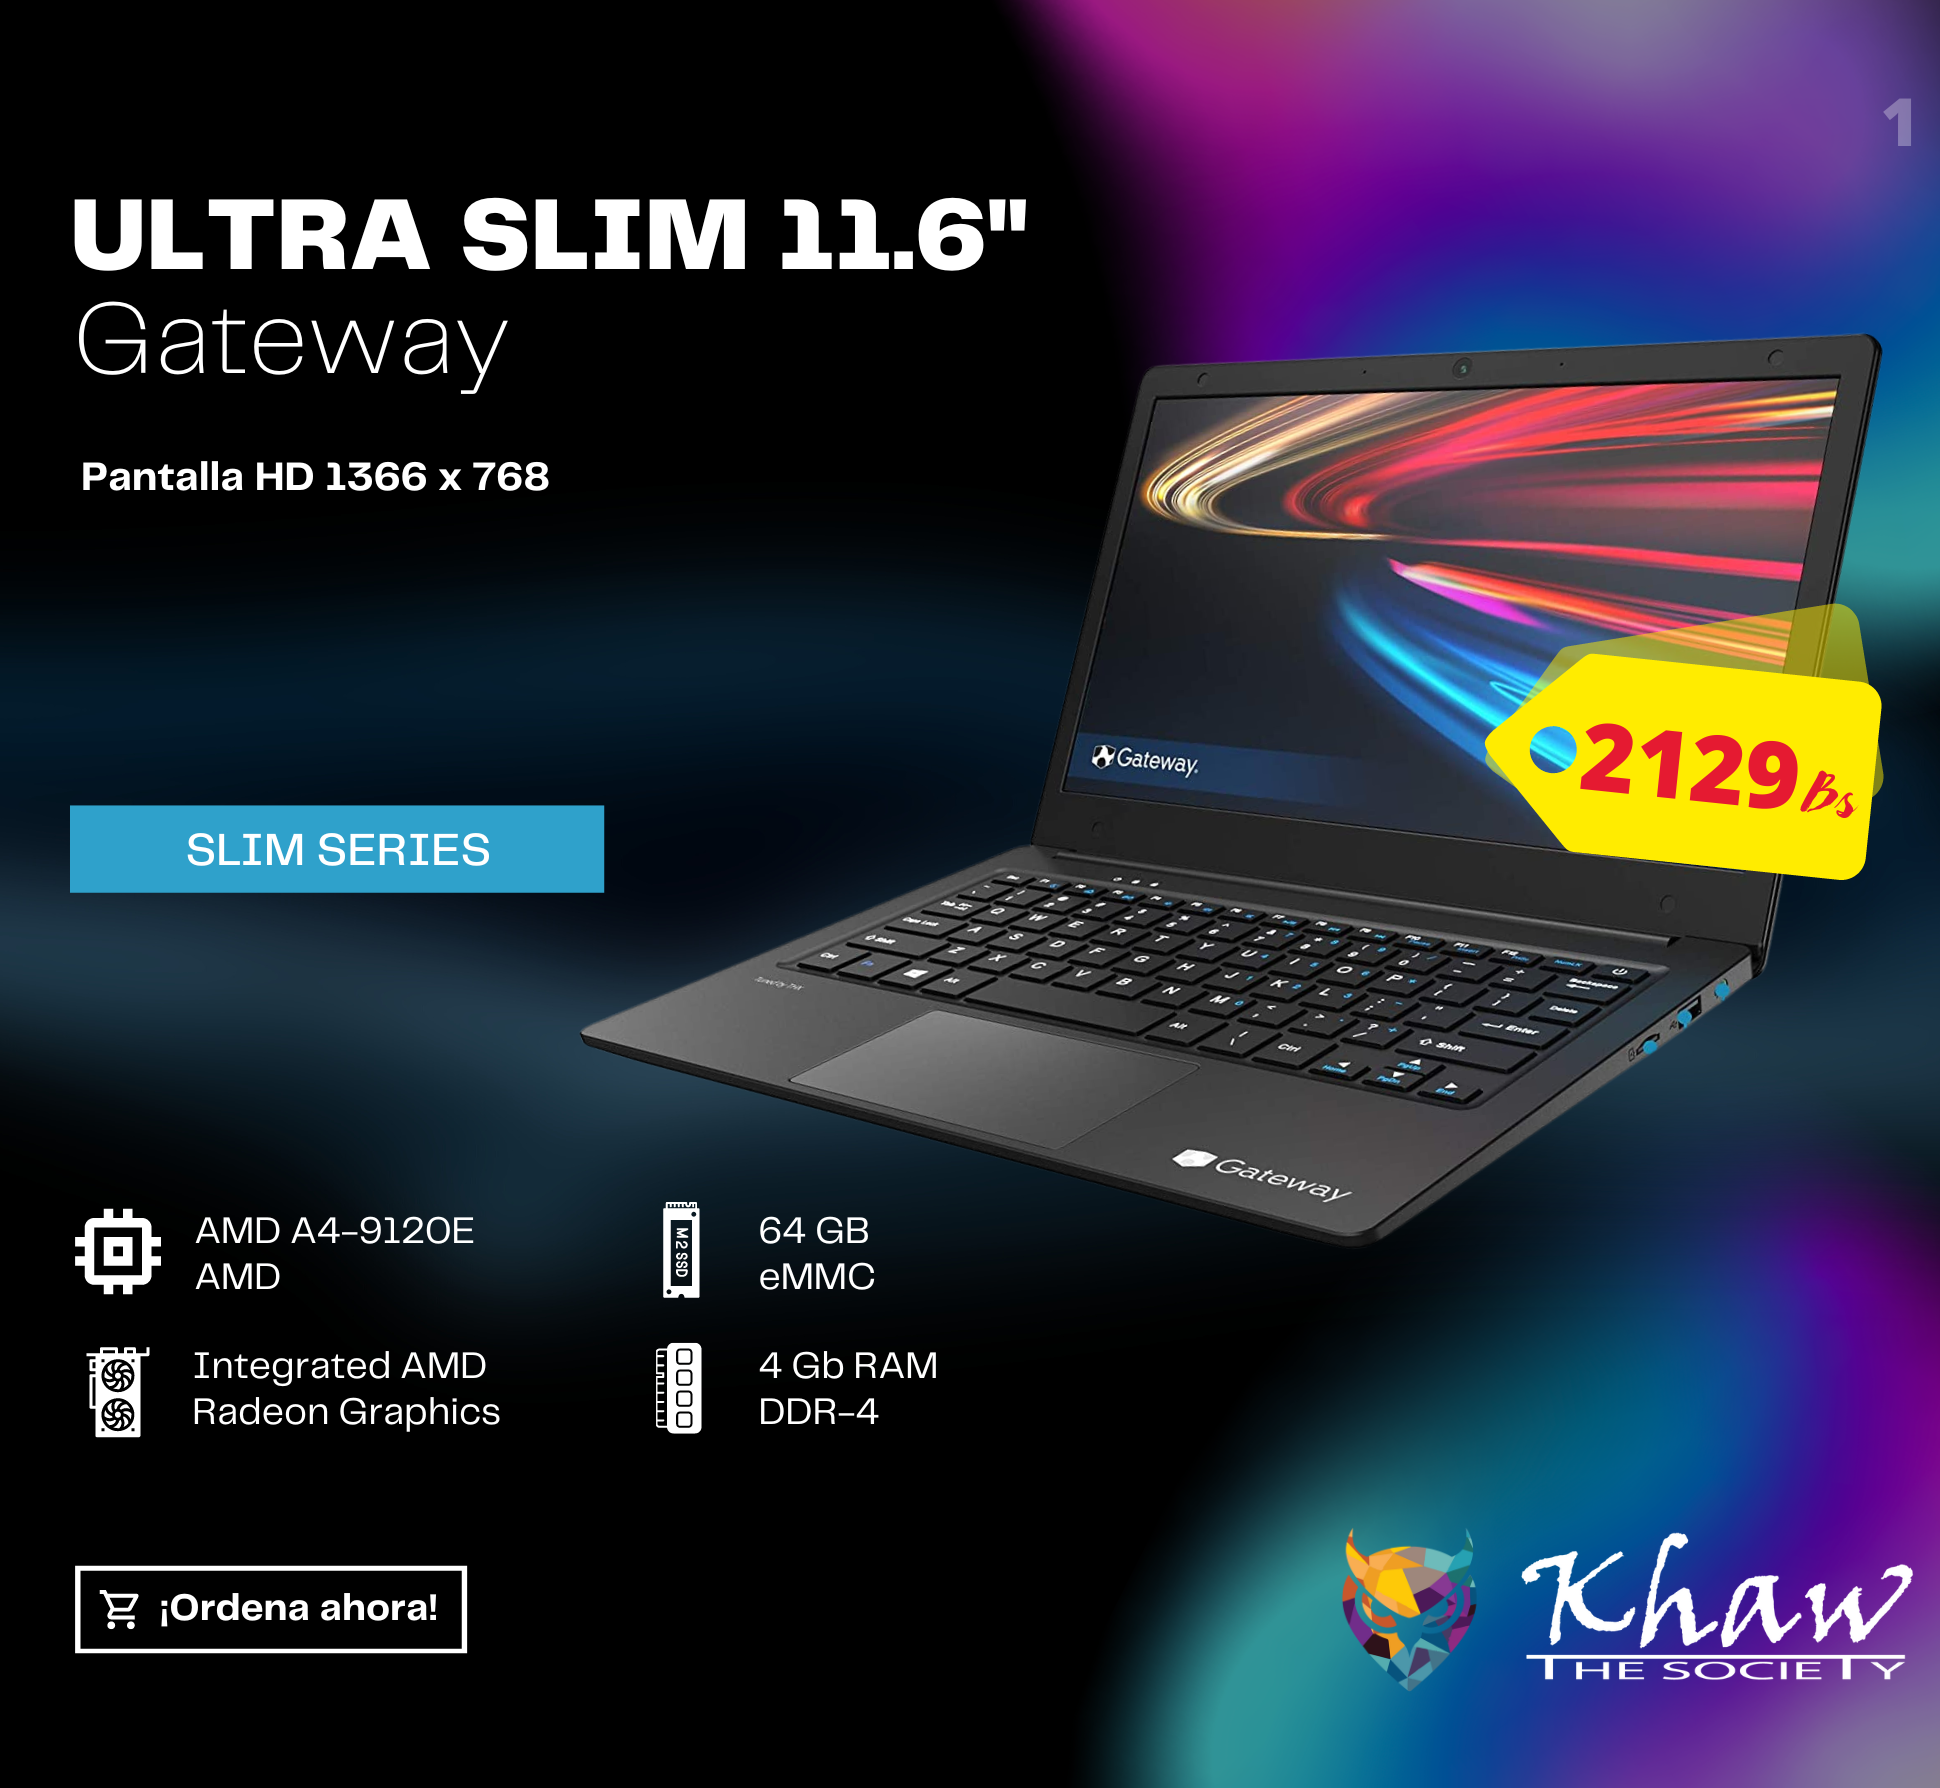 1
ULTRA SLIM 11.6"
Gateway
Pantalla HD 1366 x 768
Gateway.
2129 Bs
SLIM SERIES
Gateway
AMD A4-9120E
AMD
M2 SSD
64 GB
eMMC
Integrated AMD
Radeon Graphics
4 Gb RAM
DDR-4
¡Ordena ahora!
Khaw
THE SOCIETY